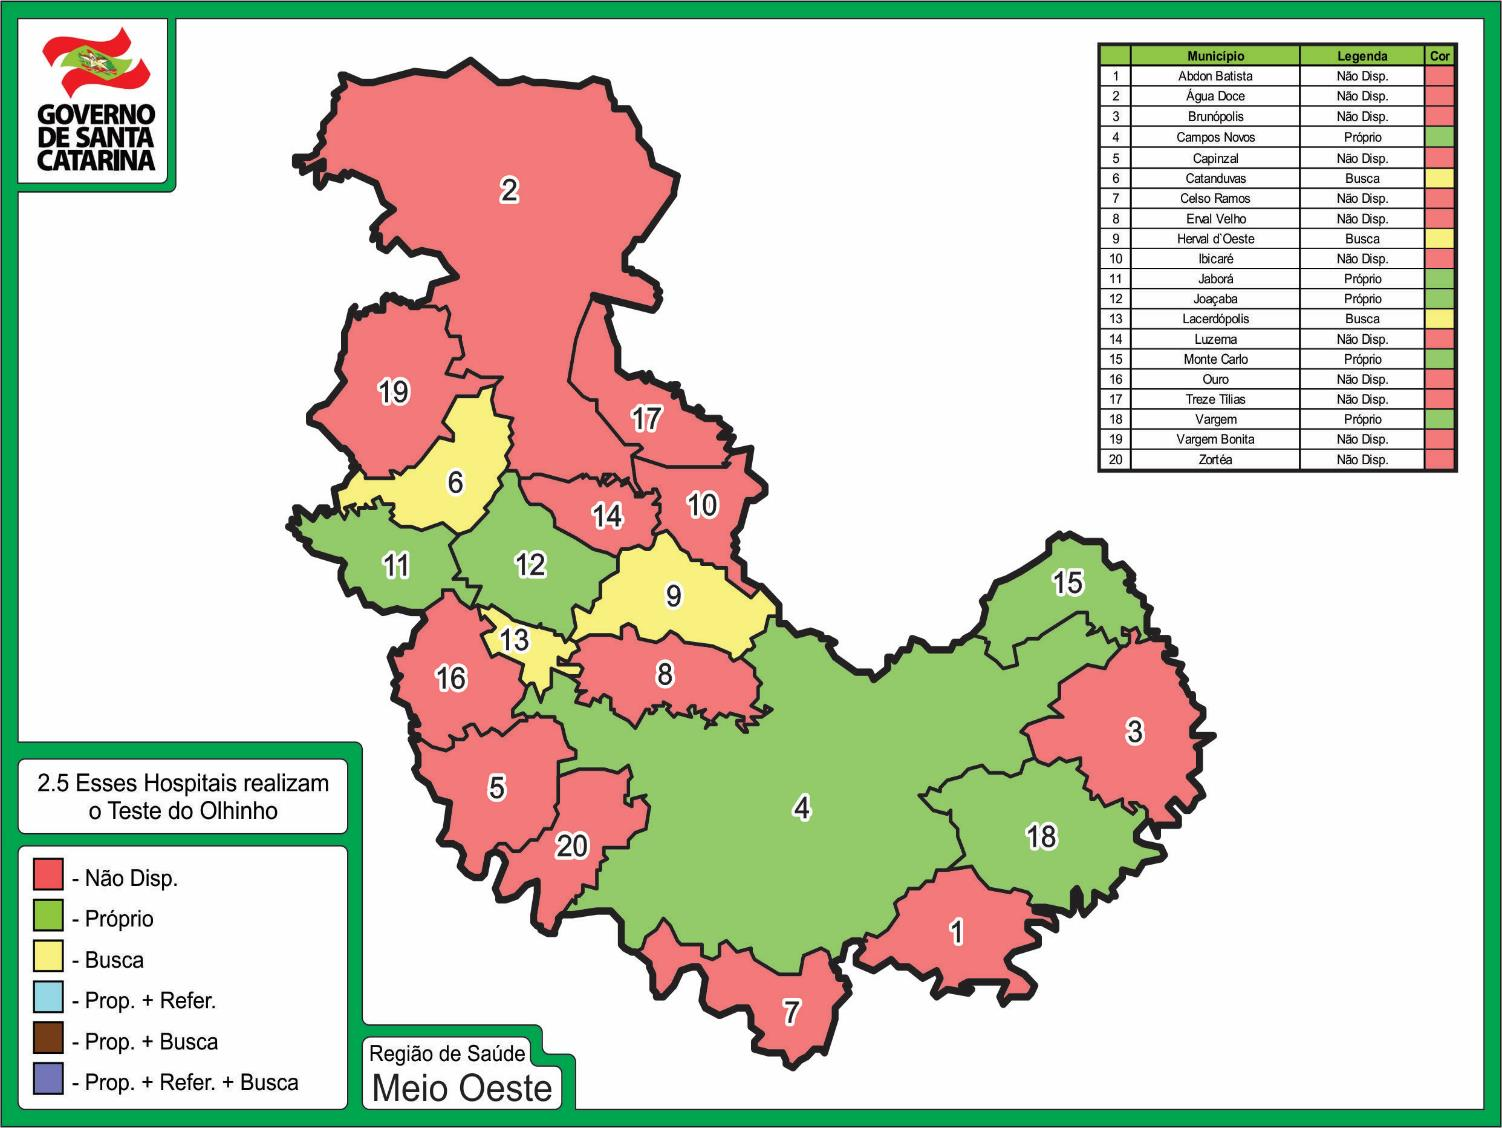 GOVERNO
DE SANTA
CATARINA
Município Legenda Cor
1 Abdon Batista Não Disp.
2 Água Doce Não Disp.
3 Brunópolis Não Disp.
4 Campos Novos Próprio
5 Capinzal Não Disp.
6 Catanduvas Busca
7 Celso Ramos Não Disp.
8 Erval Velho Não Disp.
9 Herval d`Oeste Busca
10 Ibicaré Não Disp.
11 Jaborá Próprio
12 Joaçaba Próprio
13 Lacerdópolis Busca
14 Luzerna Não Disp.
15 Monte Carlo Próprio
16 Ouro Não Disp.
17 Treze Tílias Não Disp.
18 Vargem Próprio
19 Vargem Bonita Não Disp.
20 Zortéa Não Disp.
2
19
17
6
10
14
11
12
15
9
13
8
16
3
5
4
18
20
1
7
2.5 Esses Hospitais realizam
o Teste do Olhinho
- Não Disp.
- Próprio
- Busca
- Prop. + Refer.
- Prop. + Busca
- Prop. + Refer. + Busca
Região de Saúde
Meio Oeste